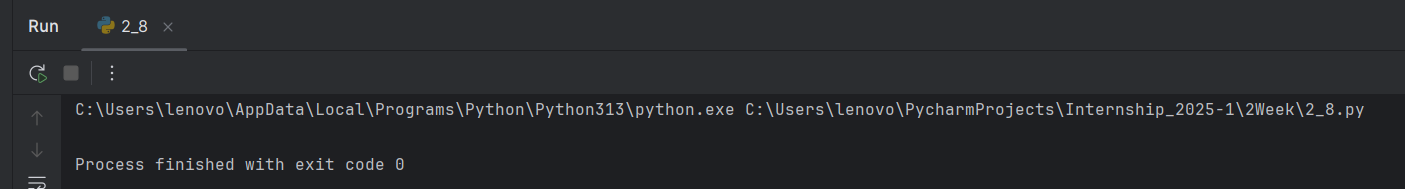 Run 2_8
C:\Users\lenovo\AppData\Local\Programs\Python\Python313\python.exe C:\Users\lenovo\PycharmProjects\Internship_2025-1\2Week\2_8.py
Process finished with exit code 0